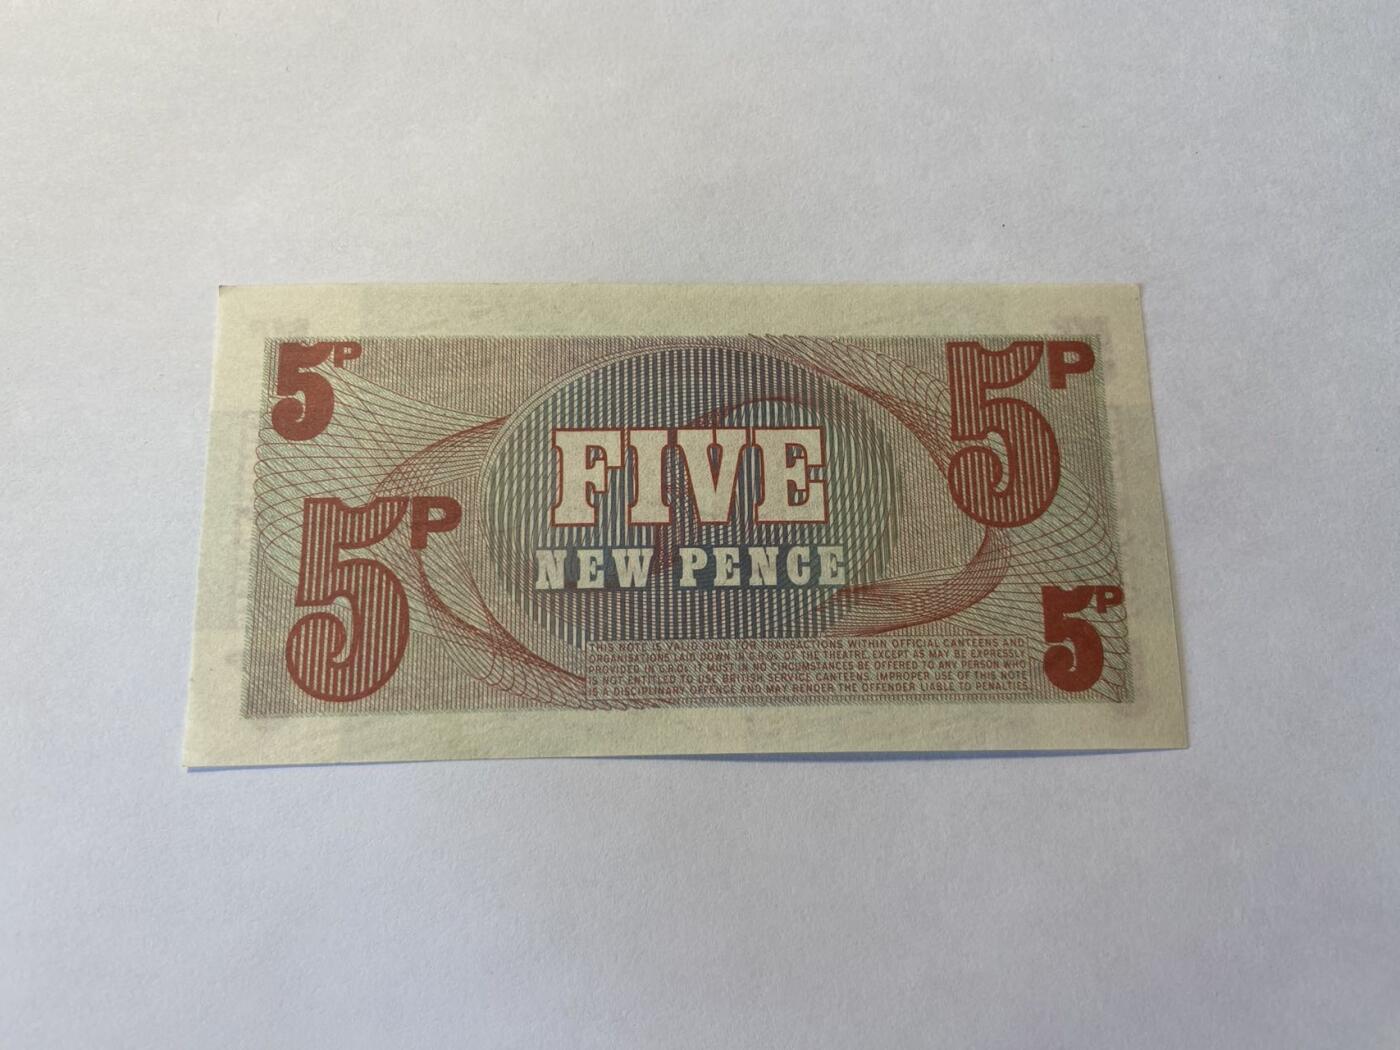 5P
5P
FIVE
NEW PENCE
5P
5P
THIS NOTE IS VALID ONLY FOR TRANSACTIONS WITHIN OFFICIAL CANTEENS AND
ORGANISATIONS LAID DOWN IN G.R.Os. OF THE THEATRE EXCEPT AS MAY BE EXPRESSLY
PROVIDED IN G.R.Os. IT MUST IN NO CIRCUMSTANCES BE OFFERED TO ANY PERSON WHO
IS NOT ENTITLED TO USE BRITISH SERVICE CANTEENS. IMPROPER USE OF THIS NOTE
IS A DISCIPLINARY OFFENCE AND MAY RENDER THE OFFENDER LIABLE TO PENALTIES